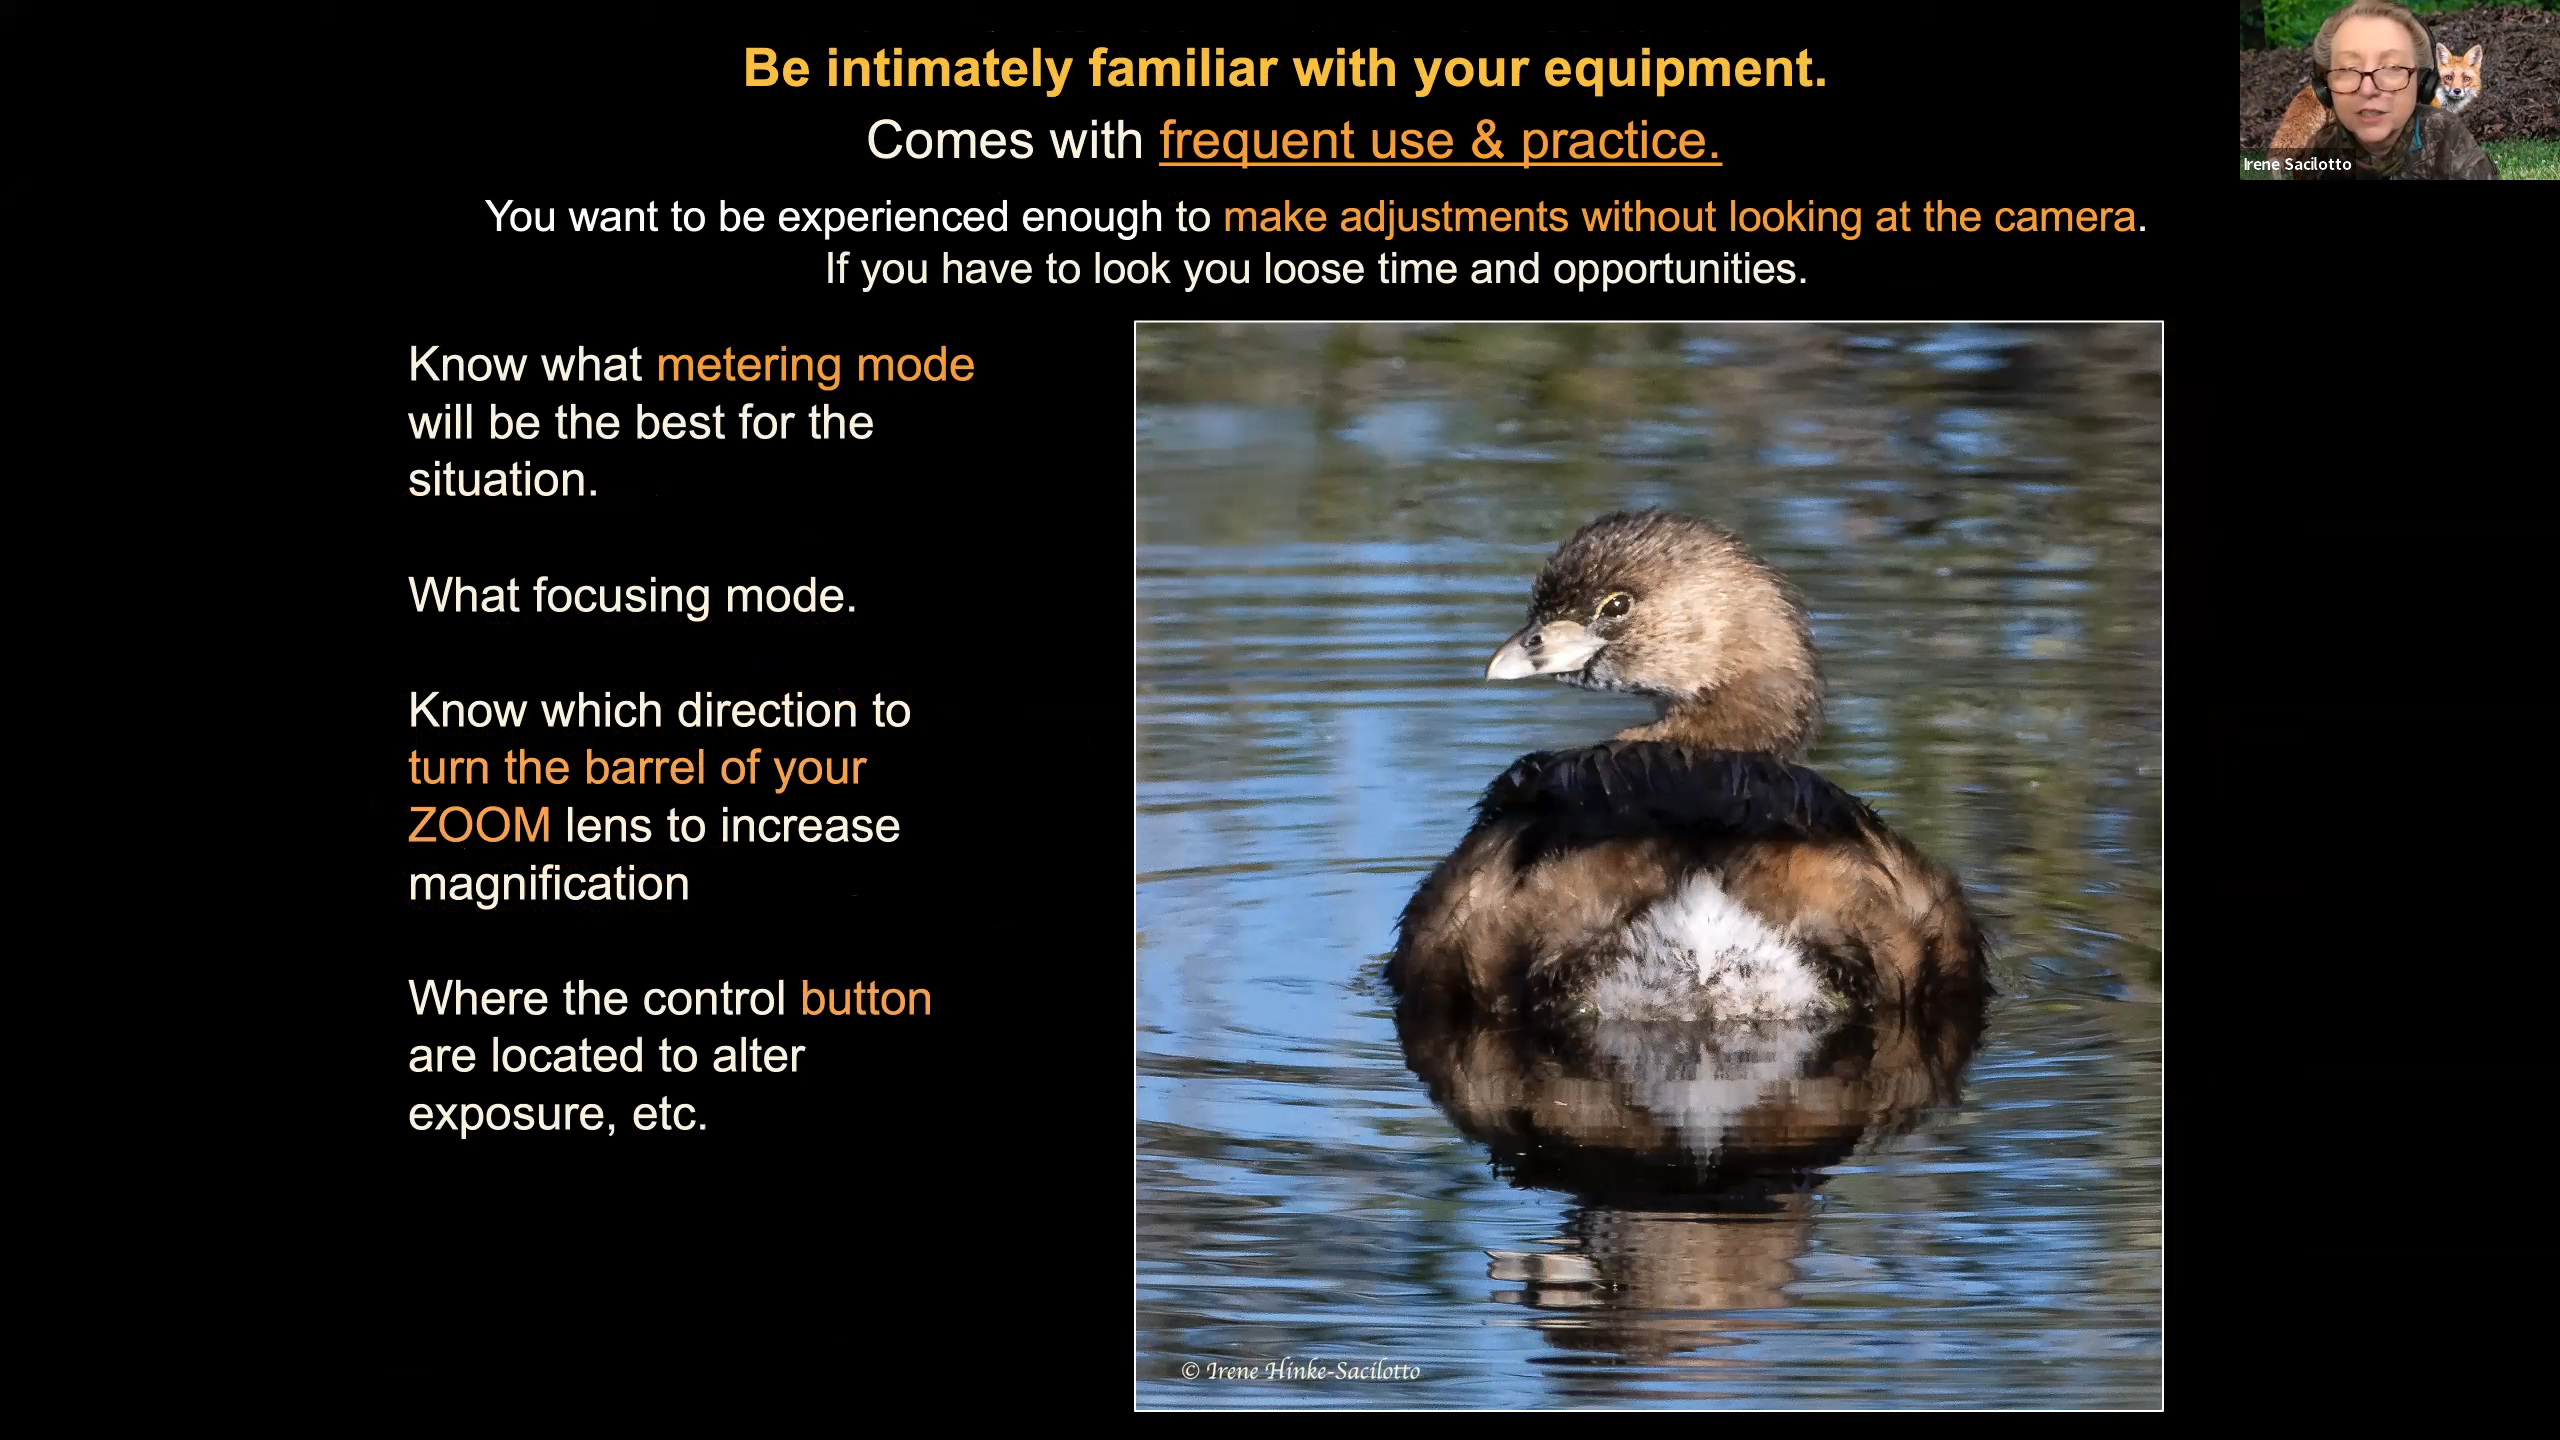 Be intimately familiar with your equipment.
Comes with frequent use & practice.
You want to be experienced enough to make adjustments without looking at the camera.
If you have to look you loose time and opportunities.
Know what metering mode
will be the best for the
situation.
What focusing mode.
Know which direction to
turn the barrel of your
ZOOM lens to increase
magnification
Where the control button
are located to alter
exposure, etc.
© Irene Hinke-Sacilotto
Irene Sacilotto